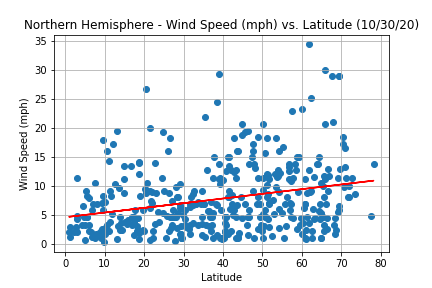 Northern Hemisphere - Wind Speed (mph) vs. Latitude (10/30/20)
Wind Speed (mph)
35
30
25
20
15
10
5
0
0 10 20 30 40 50 60 70 80
Latitude